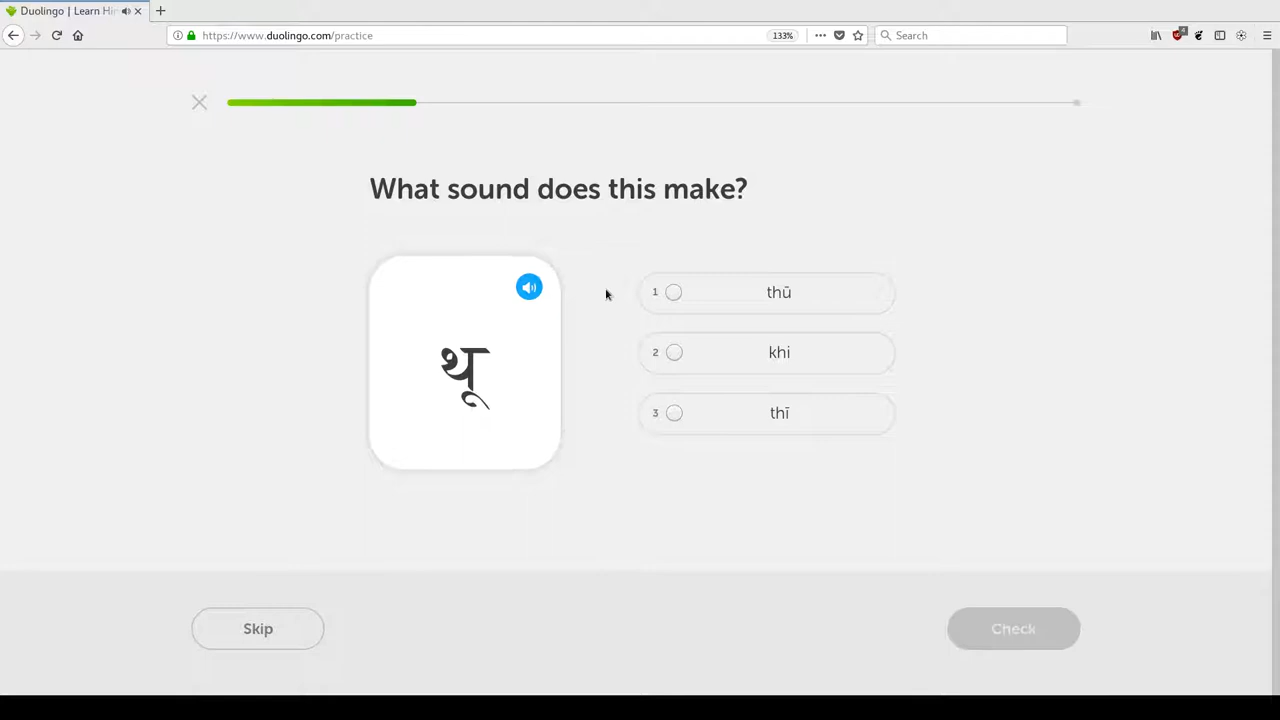 Duolingo | Learn Hi
https://www.duolingo.com/practice
133%
Search
4
What sound does this make?
थू
1 thū
2 khi
3 thī
Skip
Check